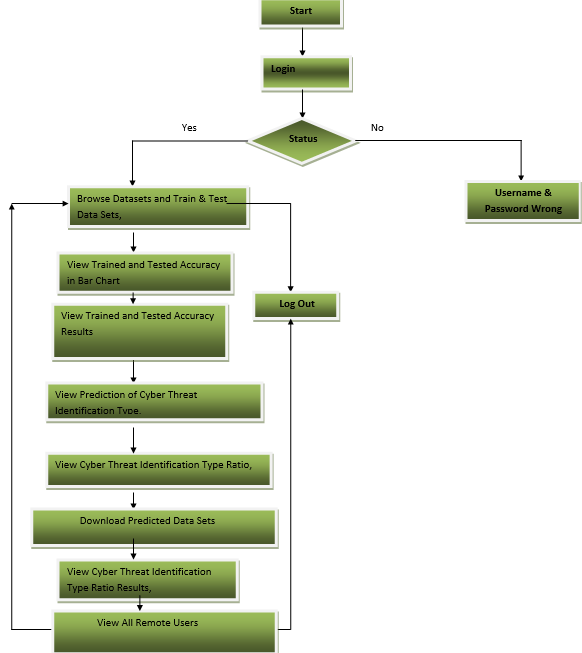 Start
Login
Status
Yes
No
Username &
Password Wrong
Browse Datasets and Train & Test
Data Sets,
View Trained and Tested Accuracy
in Bar Chart
Log Out
View Trained and Tested Accuracy
Results
View Prediction of Cyber Threat
Identification Type.
View Cyber Threat Identification Type Ratio,
Download Predicted Data Sets
View Cyber Threat Identification
Type Ratio Results,
View All Remote Users